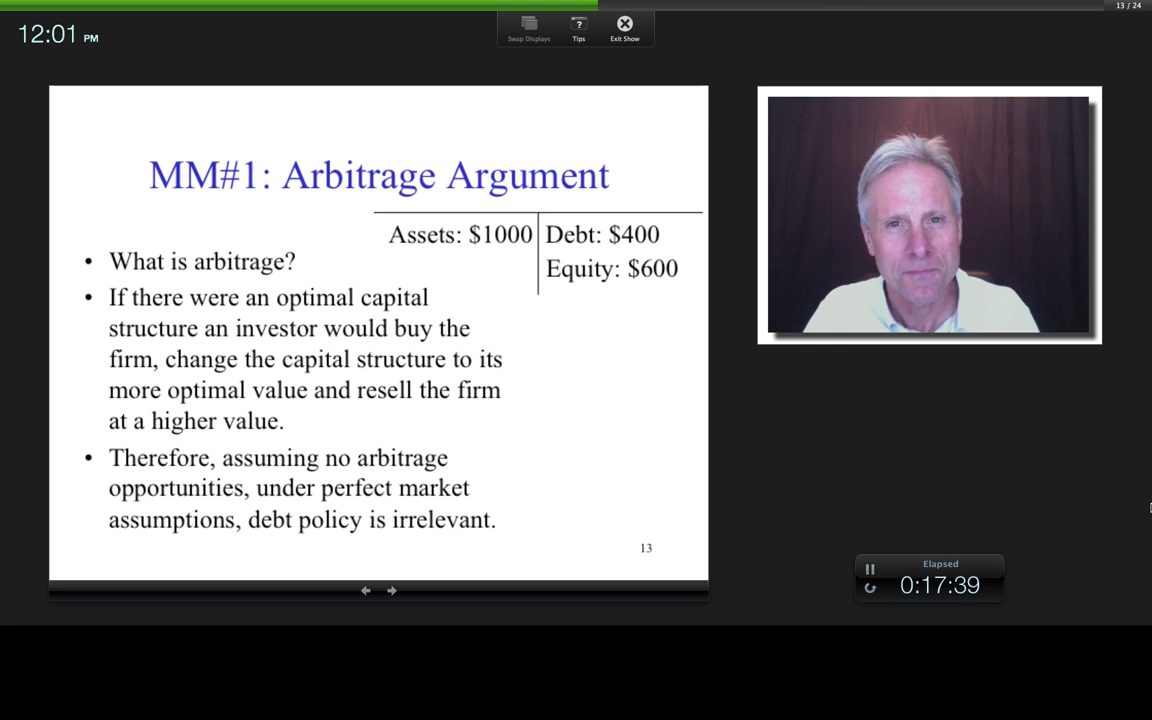 13 / 24
12:01 PM
Swap Displays
?
Tips
Exit Show
MM#1: Arbitrage Argument
Assets: $1000
Debt: $400
Equity: $600
• What is arbitrage?
• If there were an optimal capital
structure an investor would buy the
firm, change the capital structure to its
more optimal value and resell the firm
at a higher value.
• Therefore, assuming no arbitrage
opportunities, under perfect market
assumptions, debt policy is irrelevant.
13
Elapsed
0:17:39